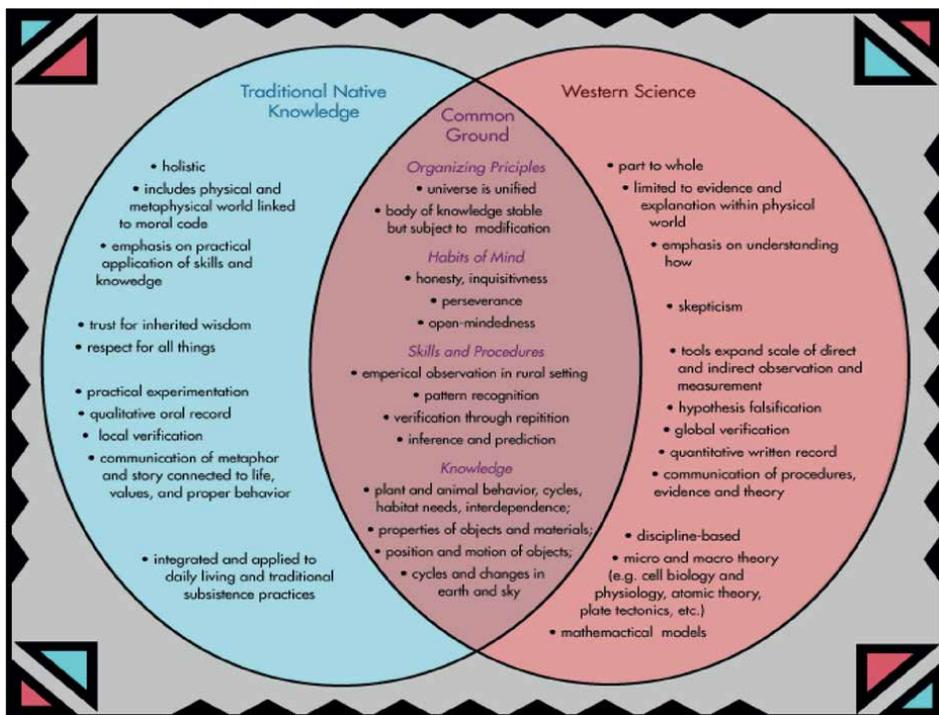 Traditional Native
Knowledge
• holistic
• includes physical and
metaphysical world linked
to moral code
• emphasis on practical
application of skills and
knowedge
• trust for inherited wisdom
• respect for all things
• practical experimentation
• qualitative oral record
• local verification
• communication of metaphor
and story connected to life,
values, and proper behavior
• integrated and applied to
daily living and traditional
subsistence practices
Common
Ground
Organizing Priciples
• universe is unified
• body of knowledge stable
but subject to modification
Habits of Mind
• honesty, inquisitivness
• perseverance
• open-mindedness
Skills and Procedures
• emperical observation in rural setting
• pattern recognition
• verification through repitition
• inference and prediction
Knowledge
• plant and animal behavior, cycles,
habitat needs, interdependence;
• properties of objects and materials;
• position and motion of objects;
• cycles and changes in
earth and sky
Western Science
• part to whole
• limited to evidence and
explanation within physical
world
• emphasis on understanding
how
• skepticism
• tools expand scale of direct
and indirect observation and
measurement
• hypothesis falsification
• global verification
• quantitative written record
• communication of procedures,
evidence and theory
• discipline-based
• micro and macro theory
(e.g. cell biology and
physiology, atomic theory,
plate tectonics, etc.)
• mathemactical models